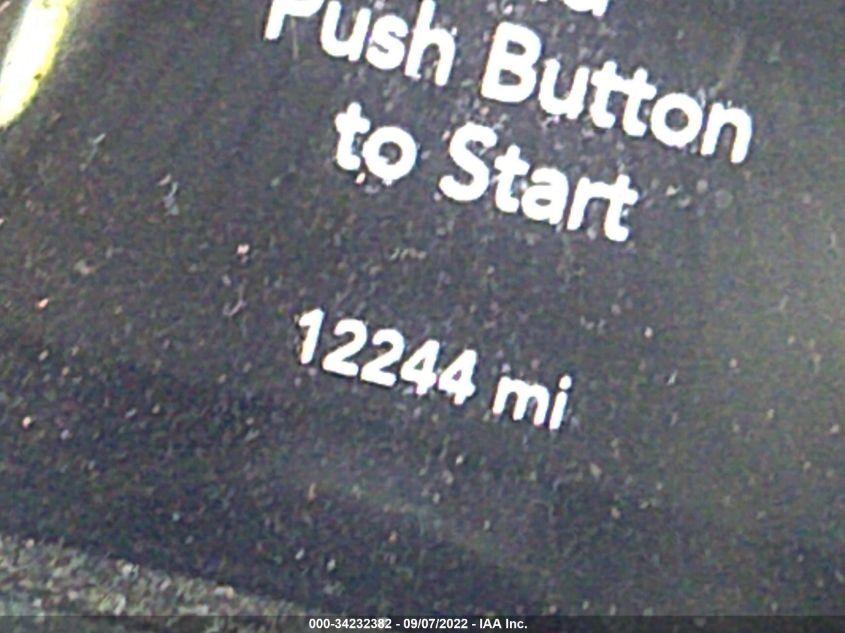 Push Button
to Start
12244 mi
000-34232382 - 09/07/2022 - IAA Inc.